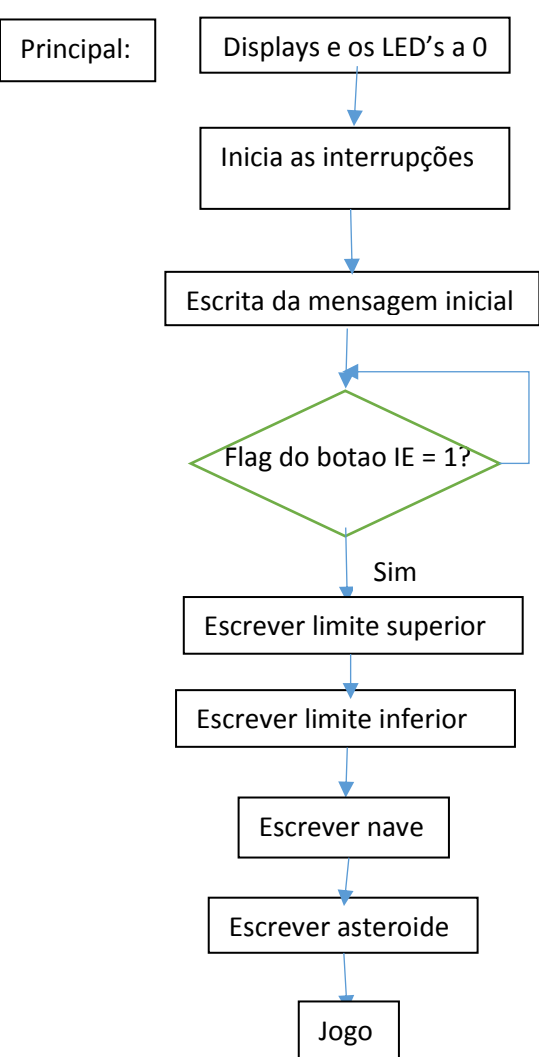 Principal:
Displays e os LED’s a 0
Inicia as interrupções
Escrita da mensagem inicial
Flag do botao IE = 1?
Sim
Escrever limite superior
Escrever limite inferior
Escrever nave
Escrever asteroide
Jogo